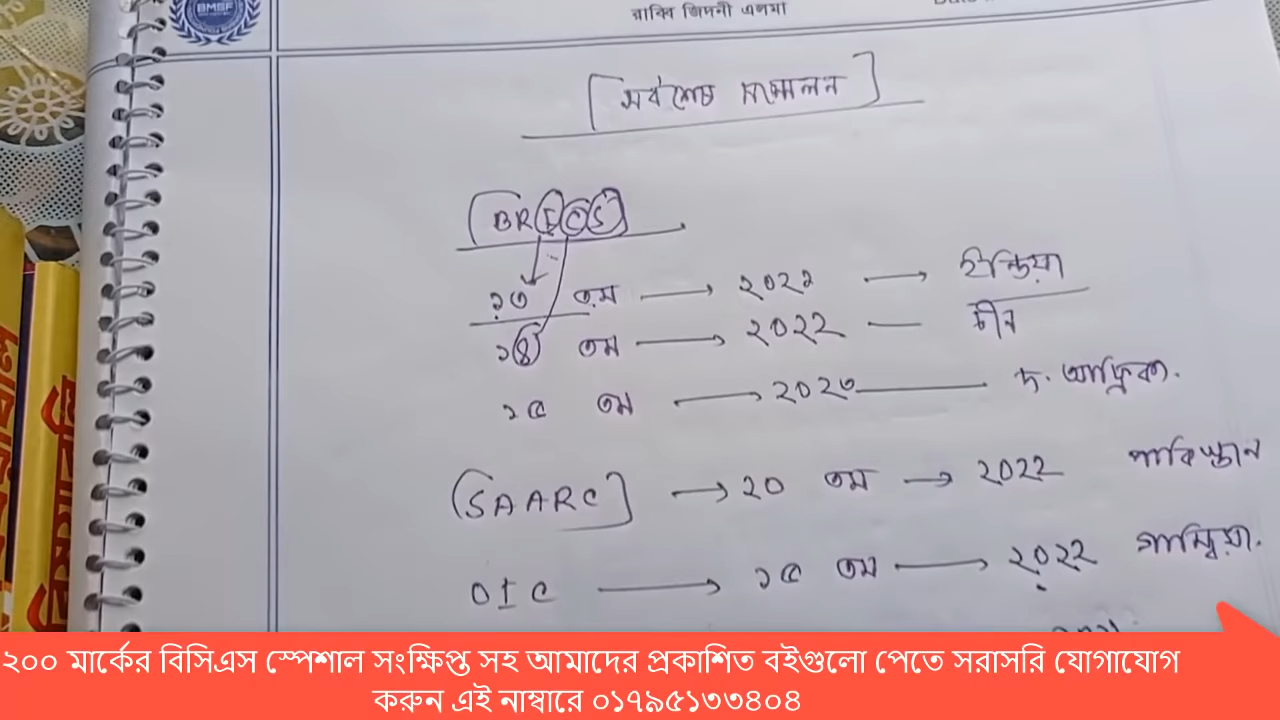 BMSF
রাকিব জিদনী এলমা
[সর্বশেষ সম্মেলন]
[BRICS]
১৩ তম → ২০২১ → ইন্ডিয়া
১৪ তম → ২০২২ — চীন
১৫ তম → ২০২৩ — দ. আফ্রিকা.
[SAARC] → ২০ তম → ২০২২ পাকিস্তান
OIC → ১৫ তম → ২০২২ গাম্বিয়া.
২০০ মার্কের বিসিএস স্পেশাল সংক্ষিপ্ত সহ আমাদের প্রকাশিত বইগুলো পেতে সরাসরি যোগাযোগ
করুন এই নাম্বারে ০১৭৯৫১৩৩৪০৪